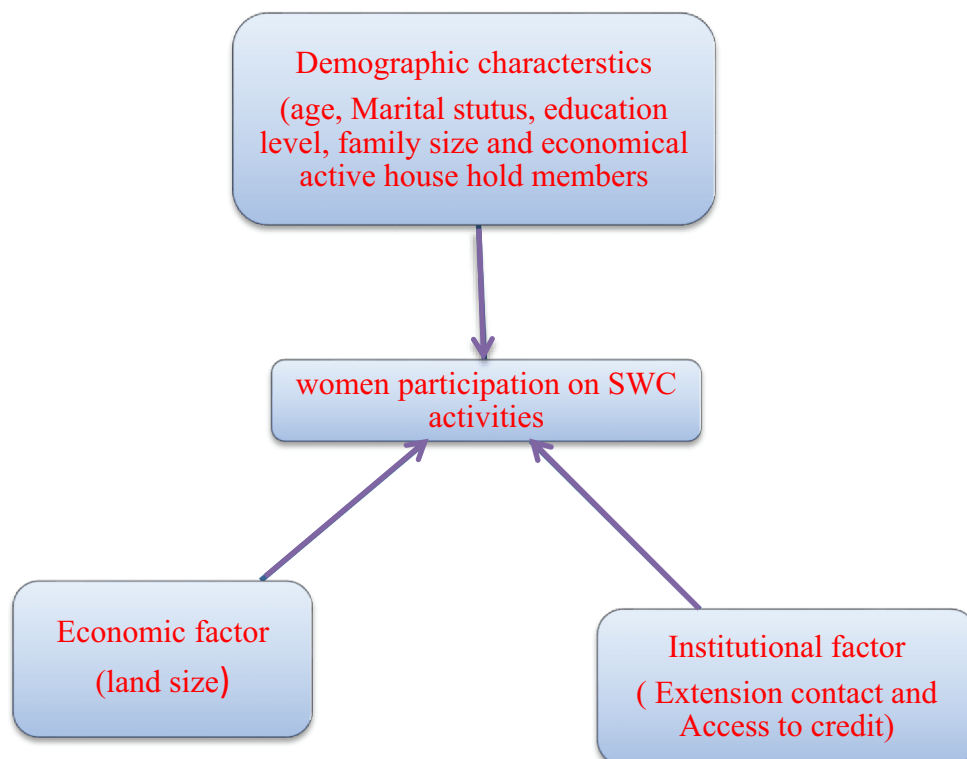 Demographic characterstics
(age, Marital stutus, education
level, family size and economical
active house hold members
women participation on SWC
activities
Economic factor
(land size)
Institutional factor
( Extension contact and
Access to credit)